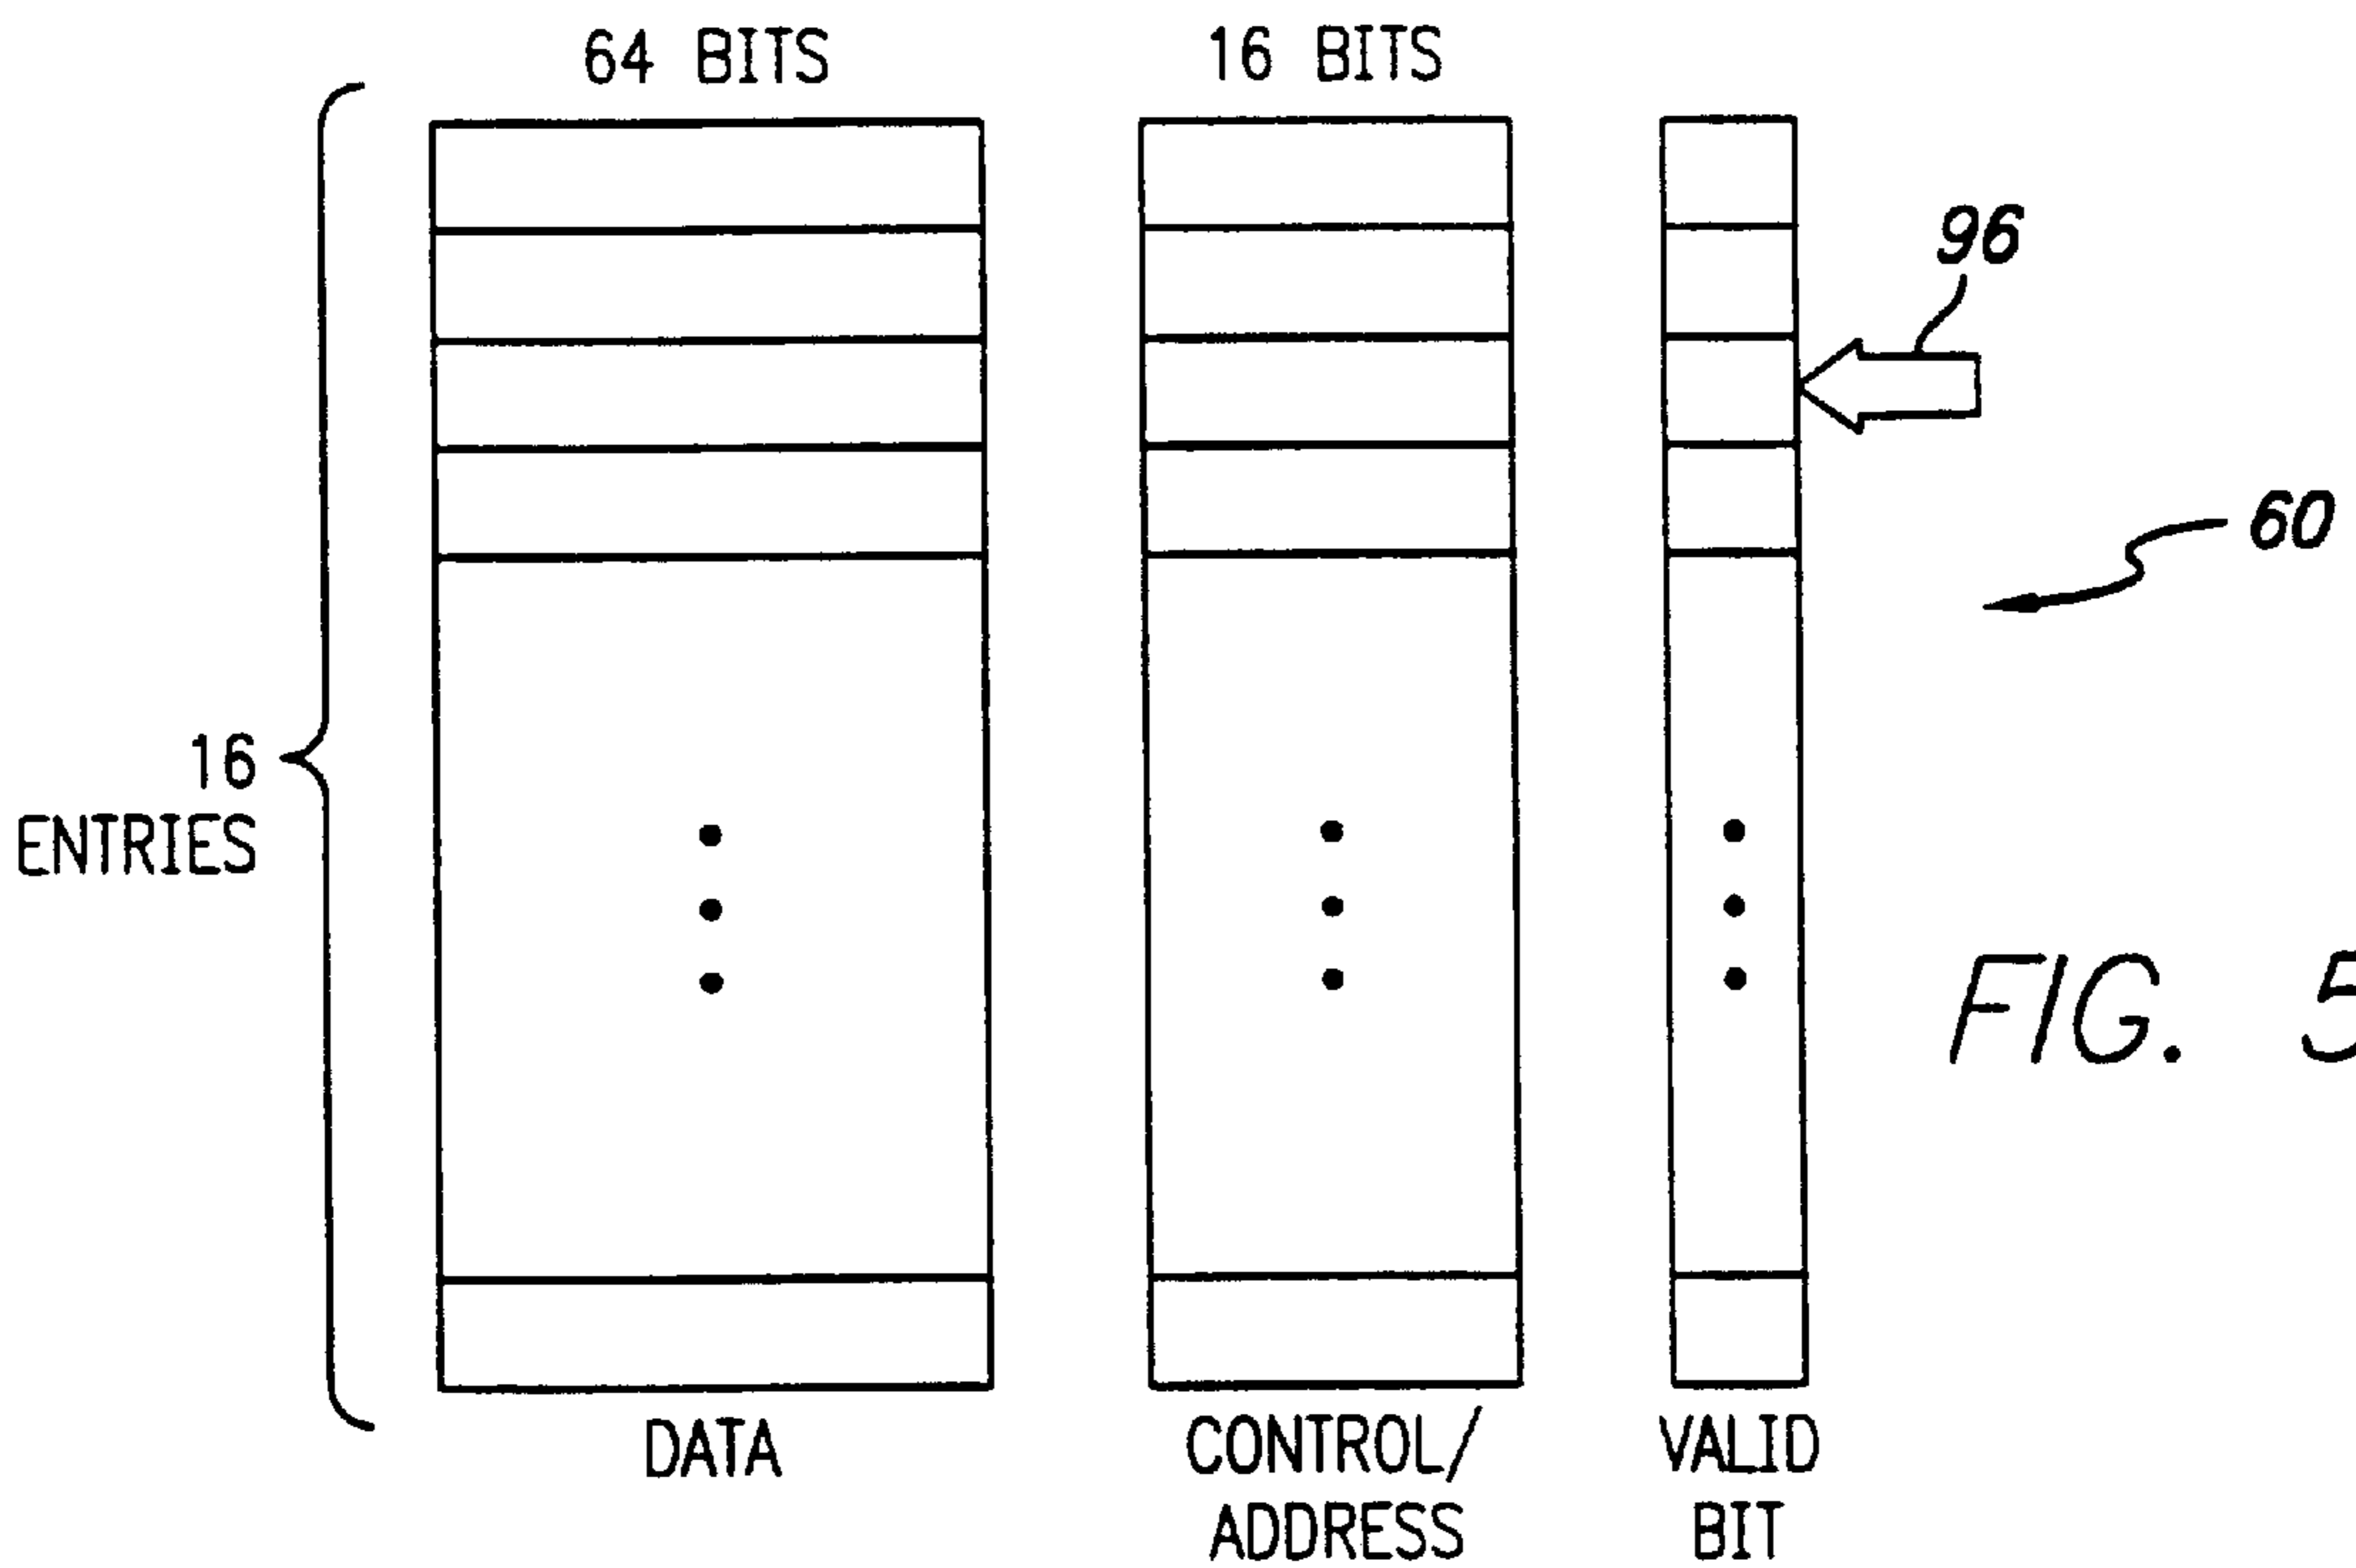 64 BITS
16 BITS
96
60
16
ENTRIES
FIG. 5
DATA
CONTROL/
ADDRESS
VALID
BIT